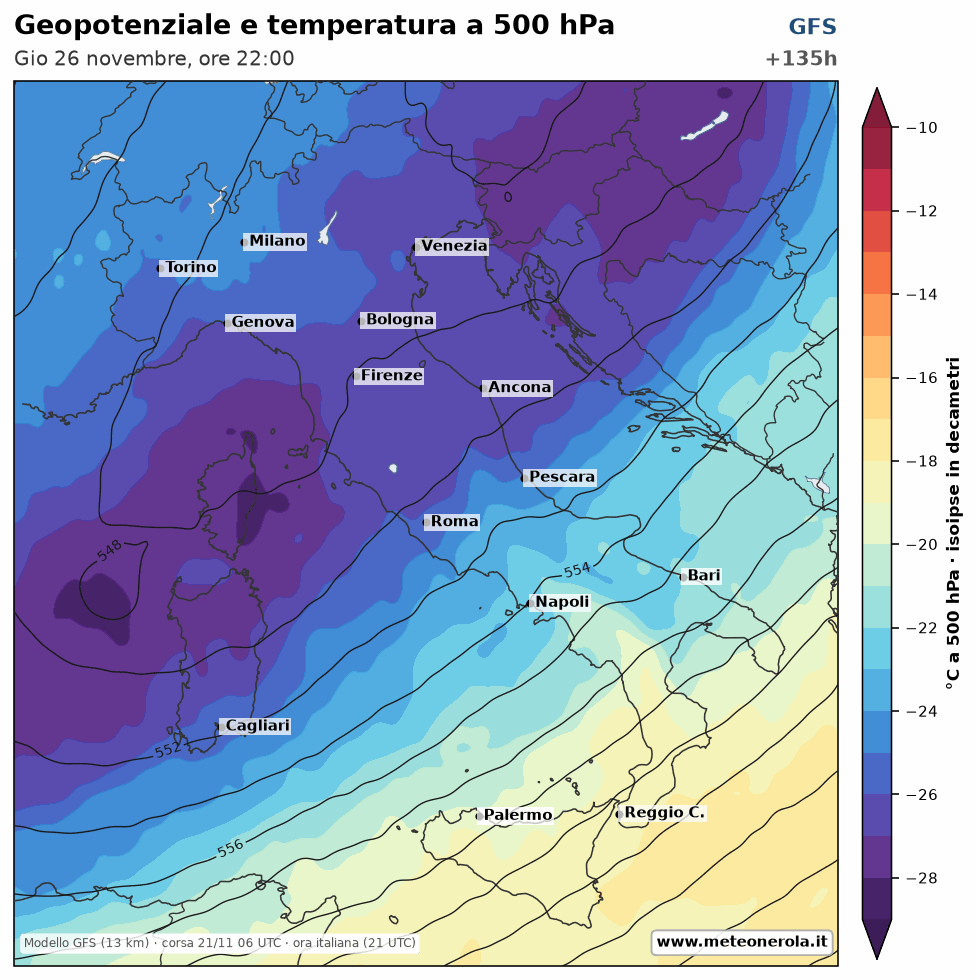 Geopotenziale e temperatura a 500 hPa
GFS
Gio 26 novembre, ore 22:00
+135h
Milano
Venezia
Torino
Genova
Bologna
Firenze
Ancona
Pescara
Roma
548
554
Bari
Napoli
Cagliari
552
Palermo
Reggio C.
556
Modello GFS (13 km) · corsa 21/11 06 UTC · ora italiana (21 UTC)
www.meteonerola.it
−10
−12
−14
−16
−18
−20
−22
−24
−26
−28
°C a 500 hPa · isoipse in decametri